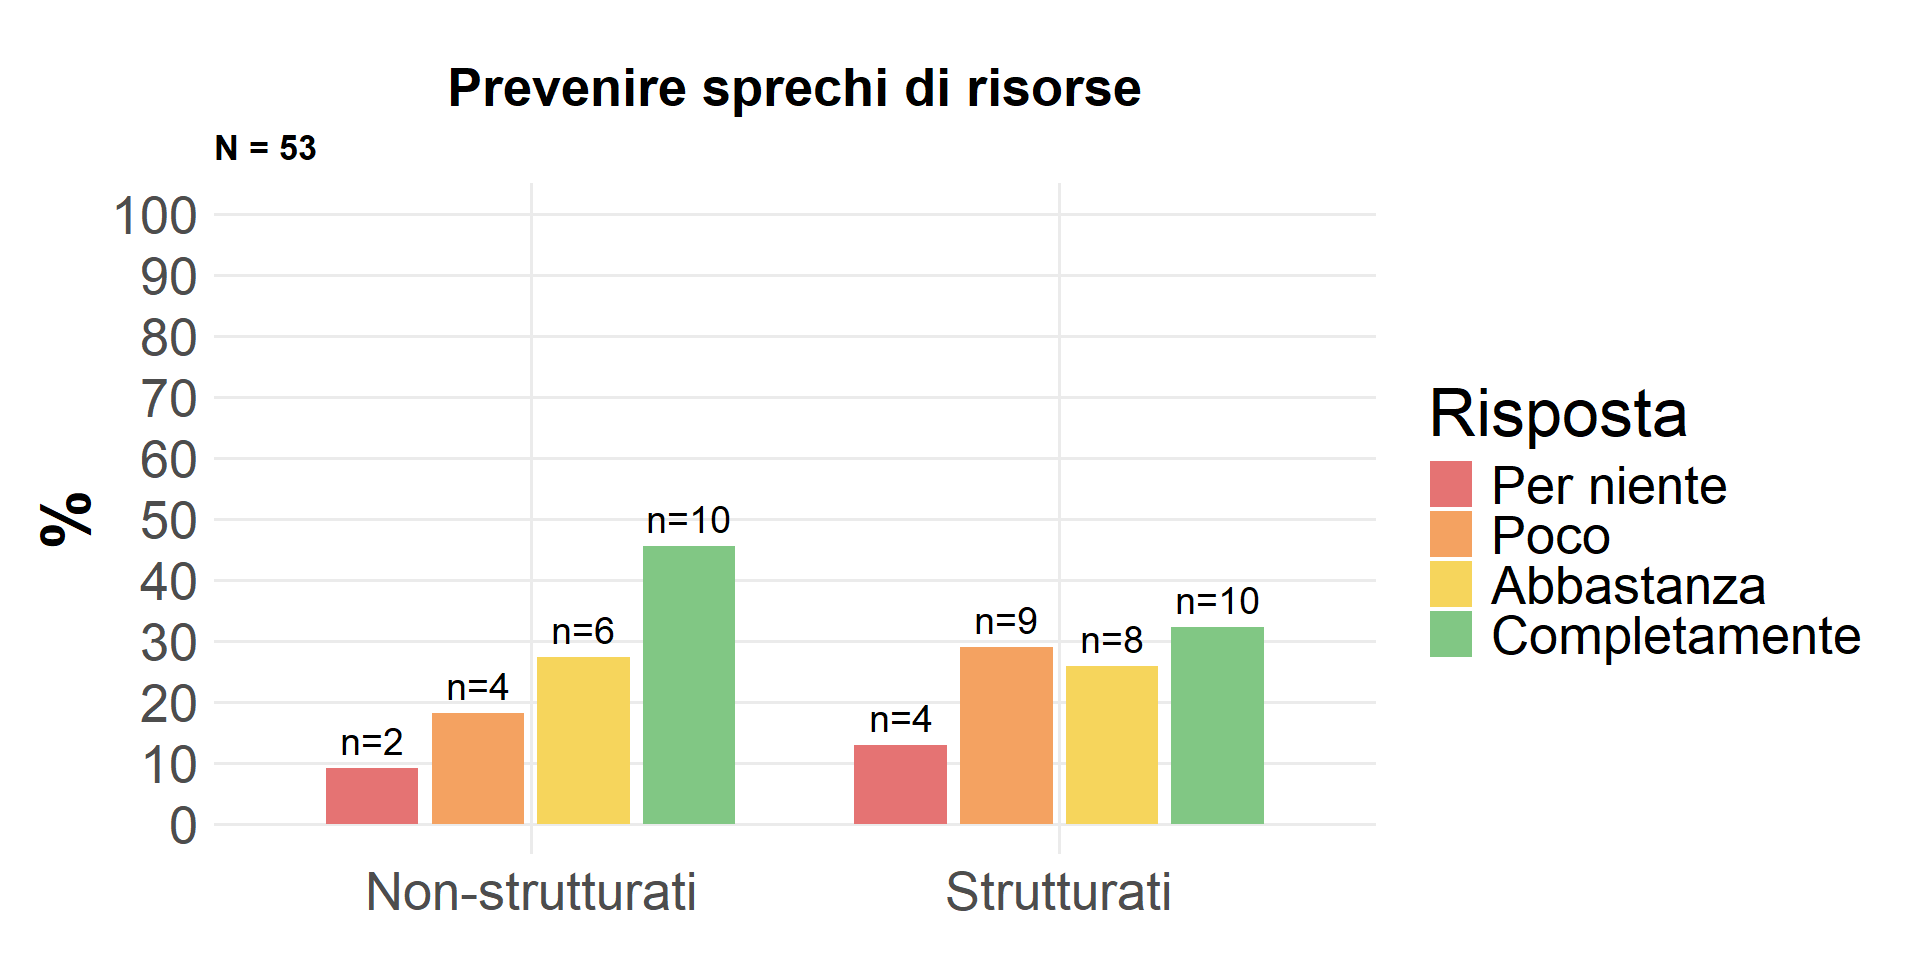 Prevenire sprechi di risorse
N = 53
100
90
80
70
60
50
40
30
20
10
0
%
n=2
n=4
n=6
n=10
n=4
n=9
n=8
n=10
Non-strutturati
Strutturati
Risposta
Per niente
Poco
Abbastanza
Completamente